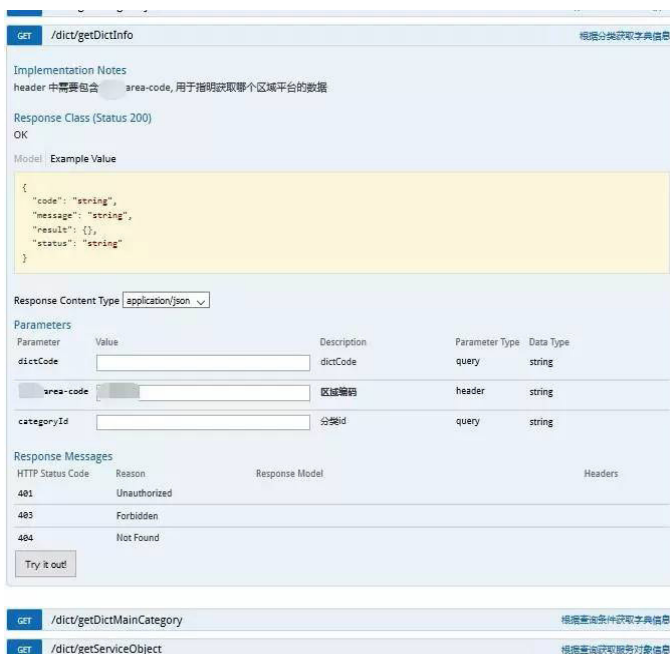 GET /dict/getDictInfo 根据分类获取字典信息
Implementation Notes
header 中需要包含 area-code, 用于指明获取哪个区域平台的数据
Response Class (Status 200)
OK
Model Example Value
{
"code": "string",
"message": "string",
"result": {},
"status": "string"
}
Response Content Type application/json
Parameters
Parameter Value Description Parameter Type Data Type
dictCode dictCode query string
area-code 区域编码 header string
categoryId 分类id query string
Response Messages
HTTP Status Code Reason Response Model Headers
401 Unauthorized
403 Forbidden
404 Not Found
Try it out!
GET /dict/getDictMainCategory 根据查询条件获取字典信息
GET /dict/getServiceObject 根据查询获取服务对象信息